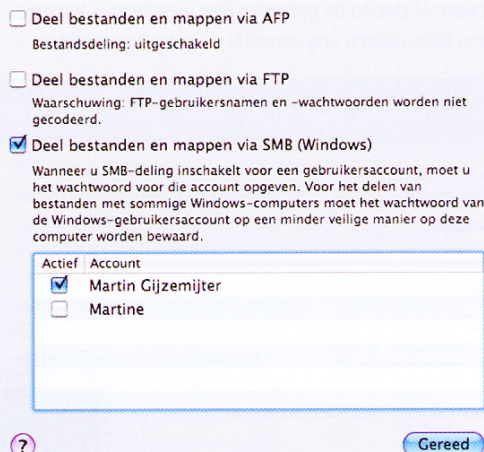 Deel bestanden en mappen via AFP
Bestandsdeling: uitgeschakeld
Deel bestanden en mappen via FTP
Waarschuwing: FTP-gebruikersnamen en -wachtwoorden worden niet
gecodeerd.
Deel bestanden en mappen via SMB (Windows)
Wanneer u SMB-deling inschakelt voor een gebruikersaccount, moet u
het wachtwoord voor die account opgeven. Voor het delen van
bestanden met sommige Windows-computers moet het wachtwoord van
de Windows-gebruikersaccount op een minder veilige manier op deze
computer worden bewaard.
Actief Account
Martin Gijzemijter
Martine
? Gereed